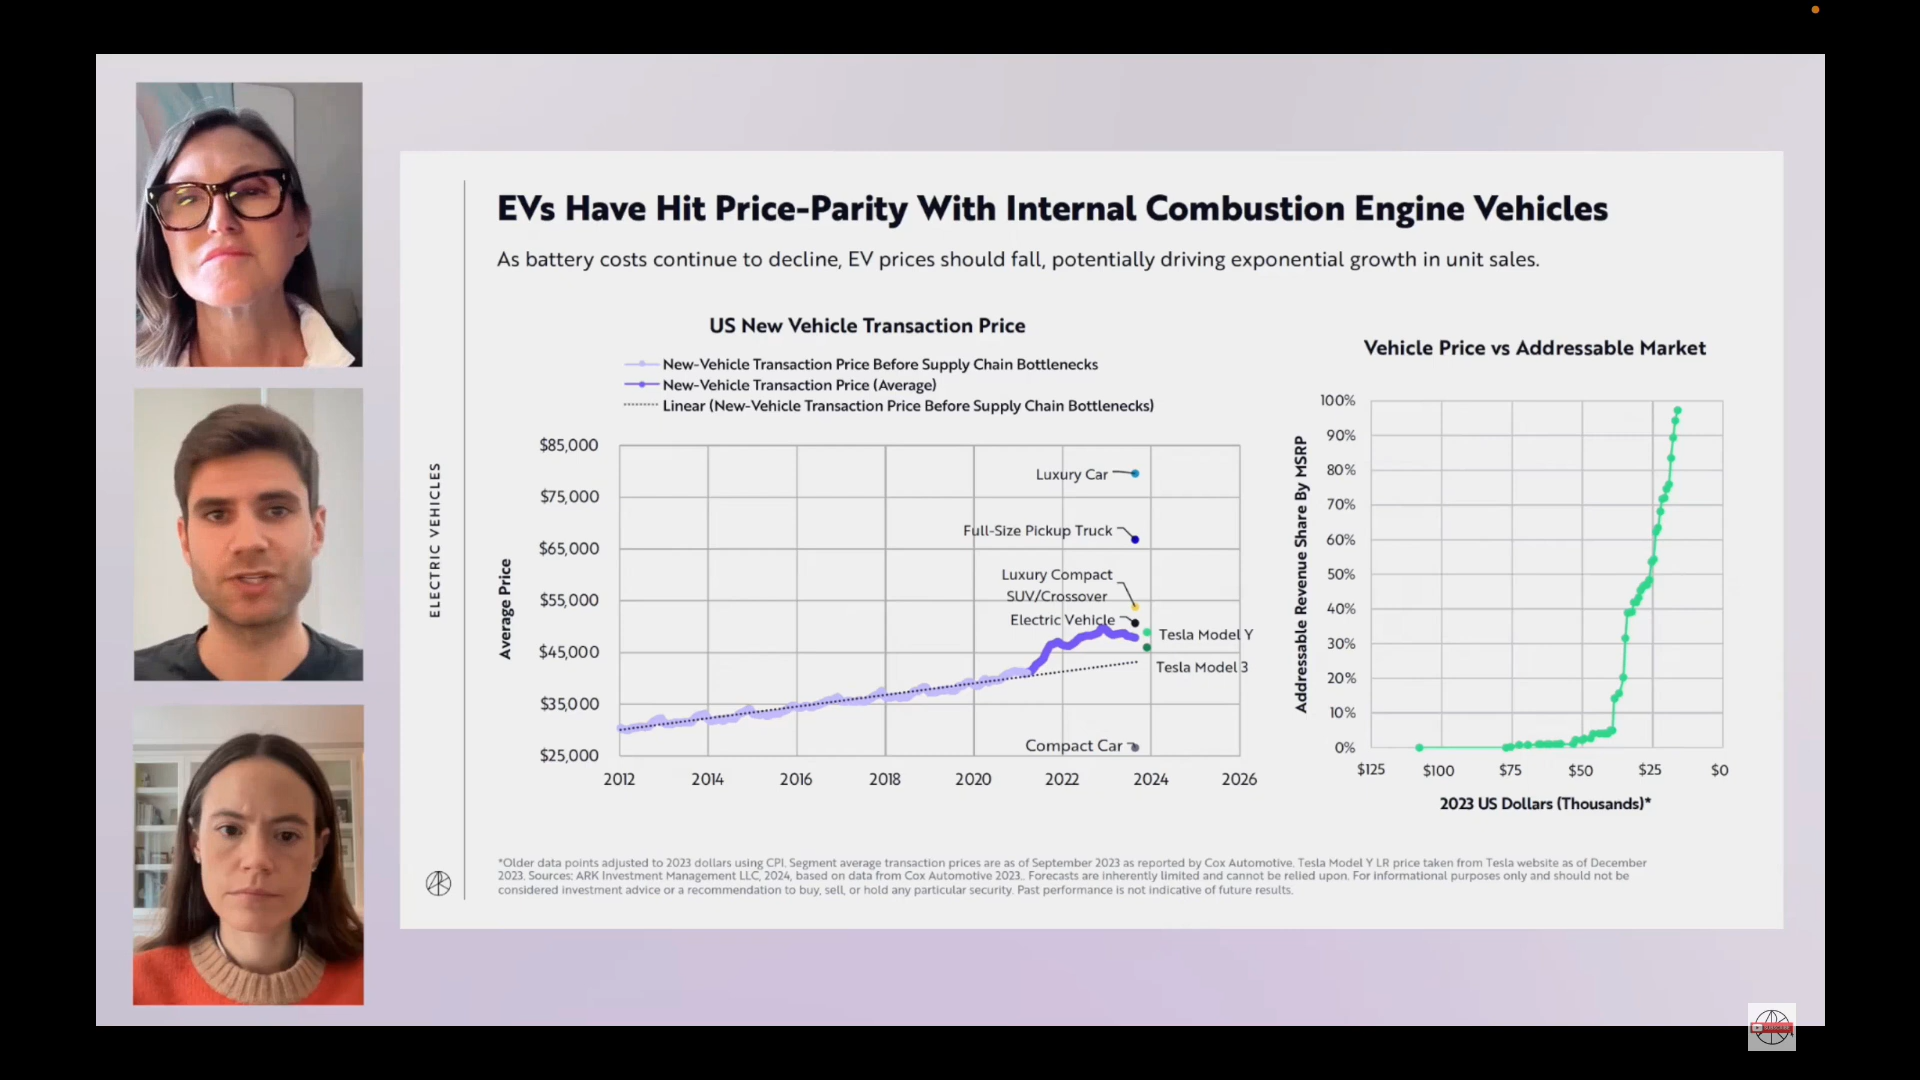 EVs Have Hit Price-Parity With Internal Combustion Engine Vehicles
As battery costs continue to decline, EV prices should fall, potentially driving exponential growth in unit sales.
ELECTRIC VEHICLES
US New Vehicle Transaction Price
New-Vehicle Transaction Price Before Supply Chain Bottlenecks
New-Vehicle Transaction Price (Average)
Linear (New-Vehicle Transaction Price Before Supply Chain Bottlenecks)
Average Price
$85,000
$75,000
$65,000
$55,000
$45,000
$35,000
$25,000
Luxury Car
Full-Size Pickup Truck
Luxury Compact
SUV/Crossover
Electric Vehicle
Tesla Model Y
Tesla Model 3
Compact Car
2012 2014 2016 2018 2020 2022 2024 2026
Vehicle Price vs Addressable Market
Addressable Revenue Share By MSRP
100%
90%
80%
70%
60%
50%
40%
30%
20%
10%
0%
$125 $100 $75 $50 $25 $0
2023 US Dollars (Thousands)*
*Older data points adjusted to 2023 dollars using CPI. Segment average transaction prices are as of September 2023 as reported by Cox Automotive. Tesla Model Y LR price taken from Tesla website as of December
2023. Sources: ARK Investment Management LLC, 2024, based on data from Cox Automotive 2023.. Forecasts are inherently limited and cannot be relied upon. For informational purposes only and should not be
considered investment advice or a recommendation to buy, sell, or hold any particular security. Past performance is not indicative of future results.
SUBSCRIBE